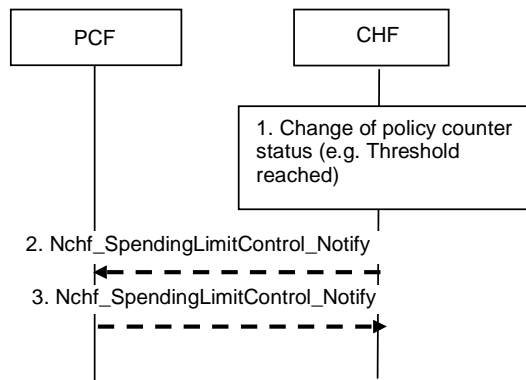 PCF
CHF
1. Change of policy counter
status (e.g. Threshold
reached)
2. Nchf_SpendingLimitControl_Notify
3. Nchf_SpendingLimitControl_Notify